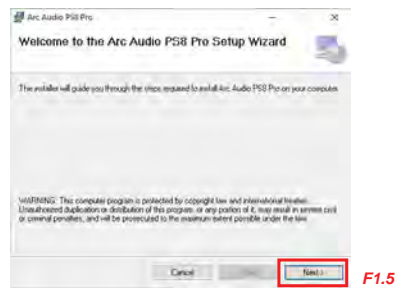 Arc Audio PS8 Pro
Welcome to the Arc Audio PS8 Pro Setup Wizard
The installer will guide you through the steps required to install Arc Audio PS8 Pro on your computer.
WARNING: This computer program is protected by copyright law and international treaties.
Unauthorized duplication or distribution of this program, or any portion of it, may result in severe civil
or criminal penalties, and will be prosecuted to the maximum extent possible under the law.
Cancel Next >
F1.5